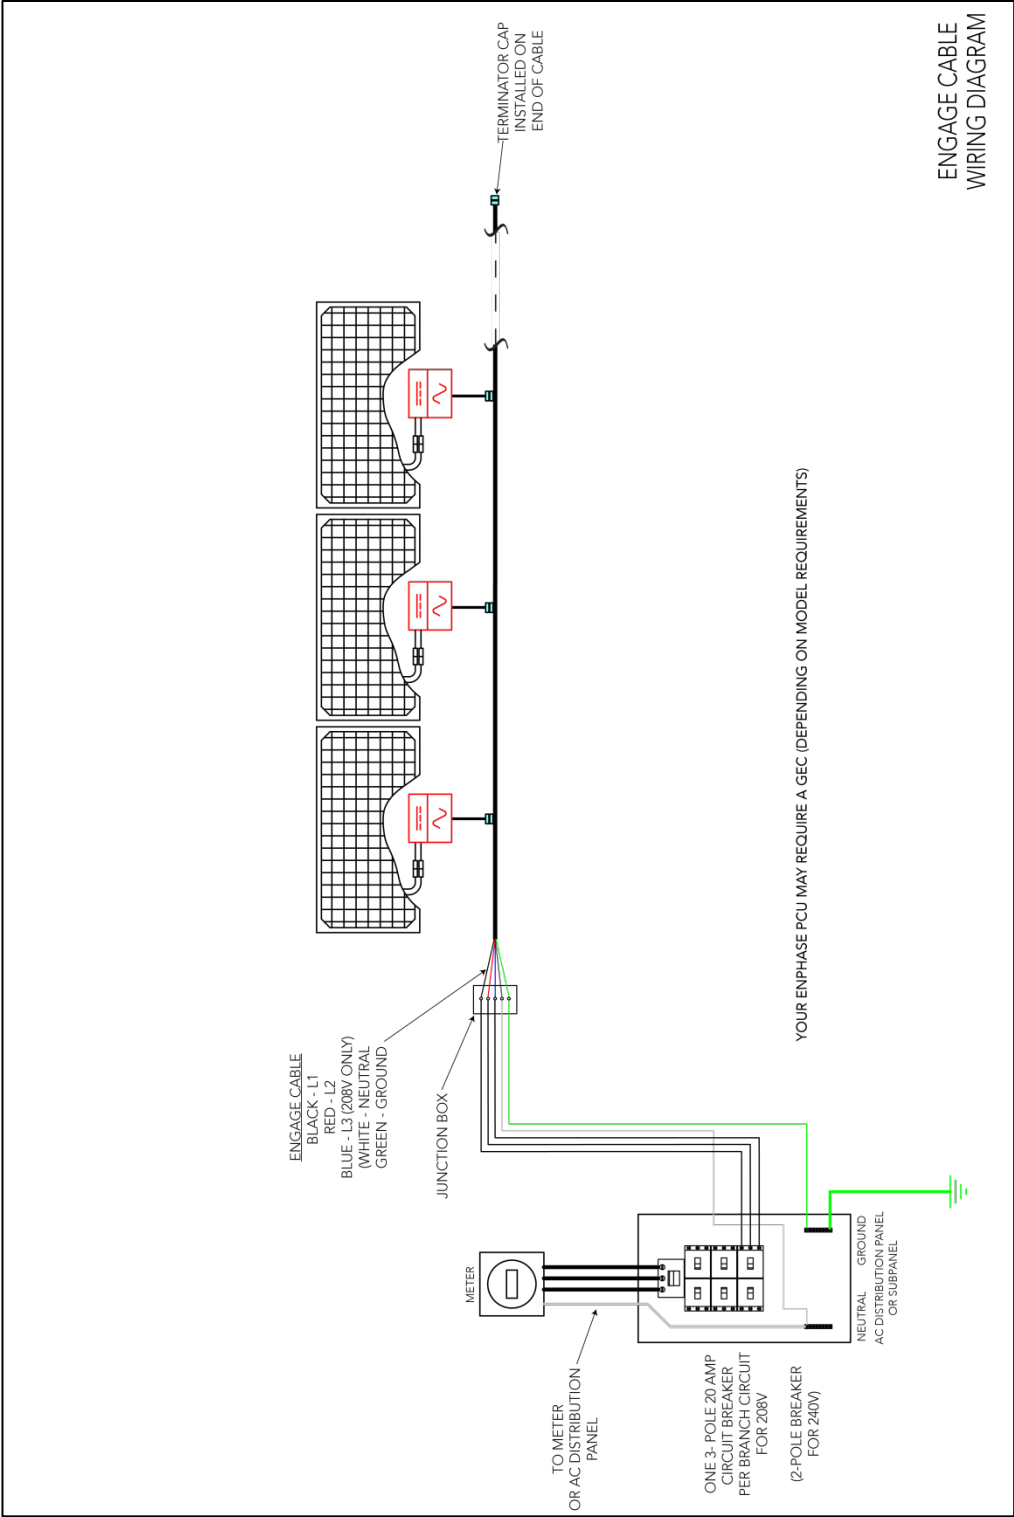 ENGAGE CABLE
WIRING DIAGRAM
TERMINATOR CAP
INSTALLED ON
END OF CABLE
ENGAGE CABLE
BLACK - L1
RED - L2
BLUE - L3 (208V ONLY)
(WHITE - NEUTRAL
GREEN - GROUND
JUNCTION BOX
YOUR ENPHASE PCU MAY REQUIRE A GEC (DEPENDING ON MODEL REQUIREMENTS)
METER
TO METER
OR AC DISTRIBUTION
PANEL
ONE 3- POLE 20 AMP
CIRCUIT BREAKER
PER BRANCH CIRCUIT
FOR 208V
(2-POLE BREAKER
FOR 240V)
NEUTRAL GROUND
AC DISTRIBUTION PANEL
OR SUBPANEL